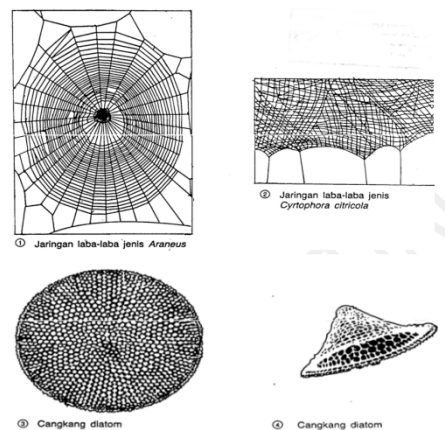 ① Jaringan laba-laba jenis Araneus
② Jaringan laba-laba jenis
Cyrtophora citricola
③ Cangkang diatom
④ Cangkang diatom